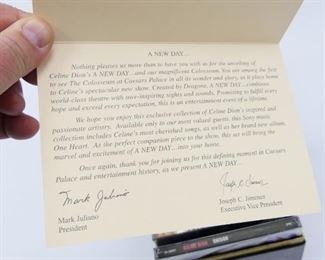 A NEW DAY...
Nothing pleases us more than to have you with us for the unveiling of
Celine Dion's A NEW DAY...and our magnificent Colosseum. You are among the first
to see The Colosseum at Caesars Palace in all its wonder and glory, as it plays home
to Celine's spectacular new show. Created by Dragone, A NEW DAY...combines
world-class theatre with awe-inspiring sights and sounds. Promising to fulfill every
hope and exceed every expectation, this is an entertainment event of a lifetime.
We hope you enjoy this exclusive collection of Celine Dion's inspired and
passionate artistry. Available only to our most valued guests, this Sony music
collection includes Celine's most cherished songs, as well as her brand new album,
One Heart. As the perfect companion piece to the show, this set will bring the
marvel and excitement of A NEW DAY...into your home.
Once again, thank you for joining us for this defining moment in Caesars
Palace and entertainment history, as we present A NEW DAY...
Mark Juliano
Mark Juliano
President
Joseph C. Jimenez
Executive Vice President